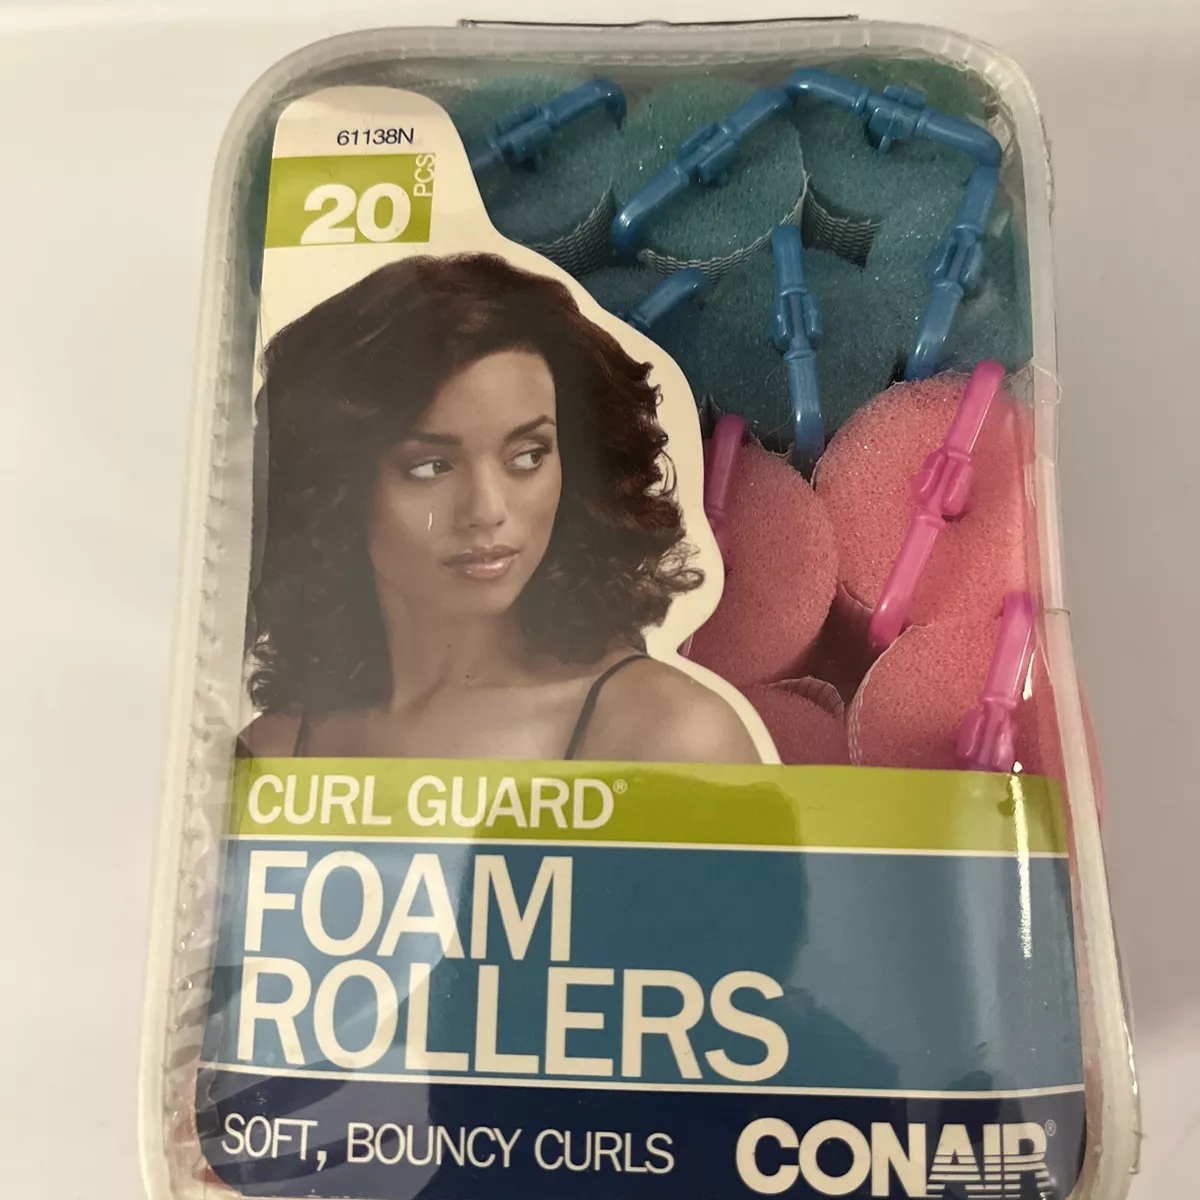 61138N
20 PCS
CURL GUARD®
FOAM
ROLLERS
SOFT, BOUNCY CURLS
CONAIR®